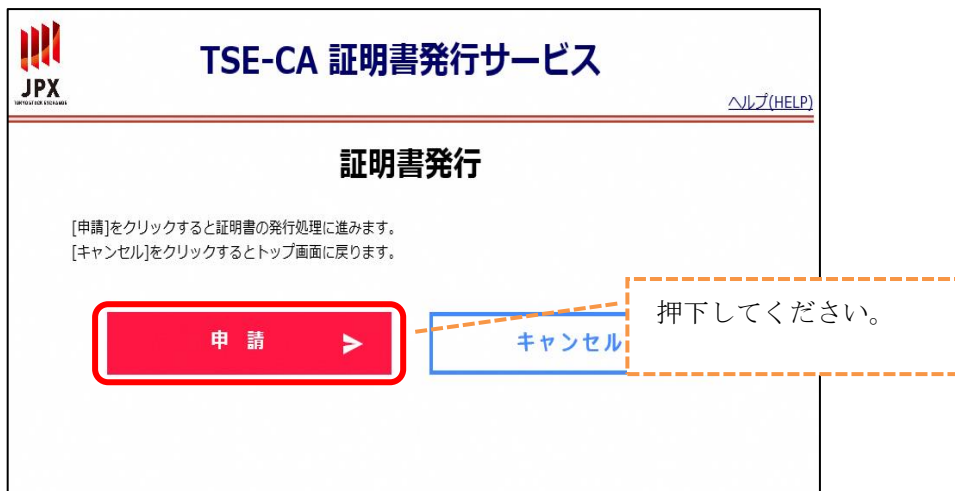 JPX
TOKYO STOCK EXCHANGE
TSE-CA 証明書発行サービス
ヘルプ(HELP)
証明書発行
[申請]をクリックすると証明書の発行処理に進みます。
[キャンセル]をクリックするとトップ画面に戻ります。
押下してください。
申 請
キャンセル